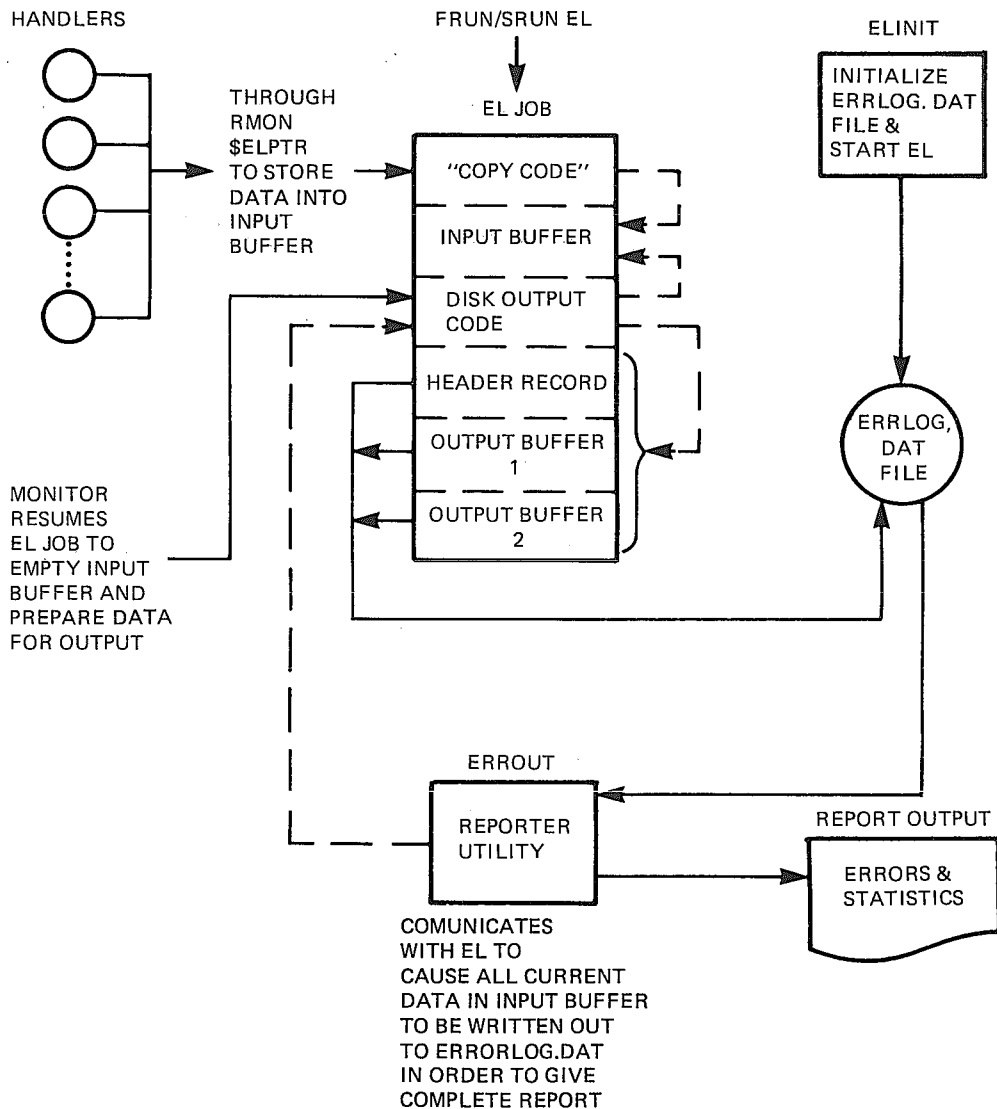 HANDLERS
FRUN/SRUN EL
ELINIT
INITIALIZE
ERRLOG. DAT
FILE &
START EL
THROUGH
RMON
$ELPTR
TO STORE
DATA INTO
INPUT
BUFFER
EL JOB
"COPY CODE"
INPUT BUFFER
DISK OUTPUT
CODE
HEADER RECORD
OUTPUT BUFFER
1
OUTPUT BUFFER
2
ERRLOG,
DAT
FILE
MONITOR
RESUMES
EL JOB TO
EMPTY INPUT
BUFFER AND
PREPARE DATA
FOR OUTPUT
ERROUT
REPORTER
UTILITY
REPORT OUTPUT
ERRORS &
STATISTICS
COMUNICATES
WITH EL TO
CAUSE ALL CURRENT
DATA IN INPUT BUFFER
TO BE WRITTEN OUT
TO ERRORLOG.DAT
IN ORDER TO GIVE
COMPLETE REPORT